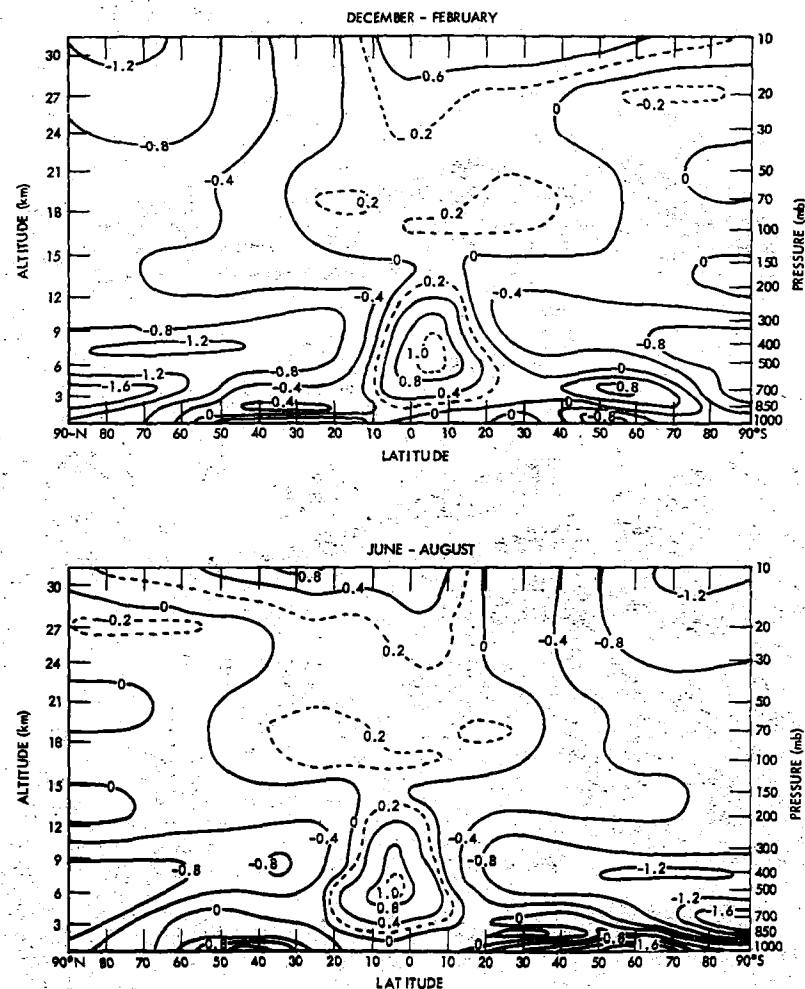 DECEMBER - FEBRUARY
30 -1.2 0.6 10
27 -0.2 20
24 -0.8 0.2 0 30
21 -0.4 0 50
18 0.2 0.2 70
100
15 0 0 0 150
12 -0.4 0.2 -0.4 200
9 -0.8 -0.8 300
-1.2 1.0 400
6 -1.2 -0.8 0.8 0 500
3 -1.6 -0.4 0.4 0.8 700
0.4 0 0 850
0 0 0 -0.8 1000
ALTITUDE (km)
PRESSURE (mb)
90°N 80 70 60 50 40 30 20 10 0 10 20 30 40 50 60 70 80 90°S
LATITUDE
JUNE - AUGUST
30 0.8 0.4 -1.2 10
27 0 0.2 0.2 0 -0.4 -0.8 20
24 30
21 0 50
18 0.2 70
100
15 0 0.2 150
12 0 -0.4 -0.4 200
9 -0.8 -0.8 -0.8 300
-1.2 400
6 1.0 -1.2 500
3 0 0.8 0.4 0 -1.6 700
0 850
0.8 0 0.8 1.6 1000
ALTITUDE (km)
PRESSURE (mb)
90°N 80 70 60 50 40 30 20 10 0 10 20 30 40 50 60 70 80 90°S
LATITUDE